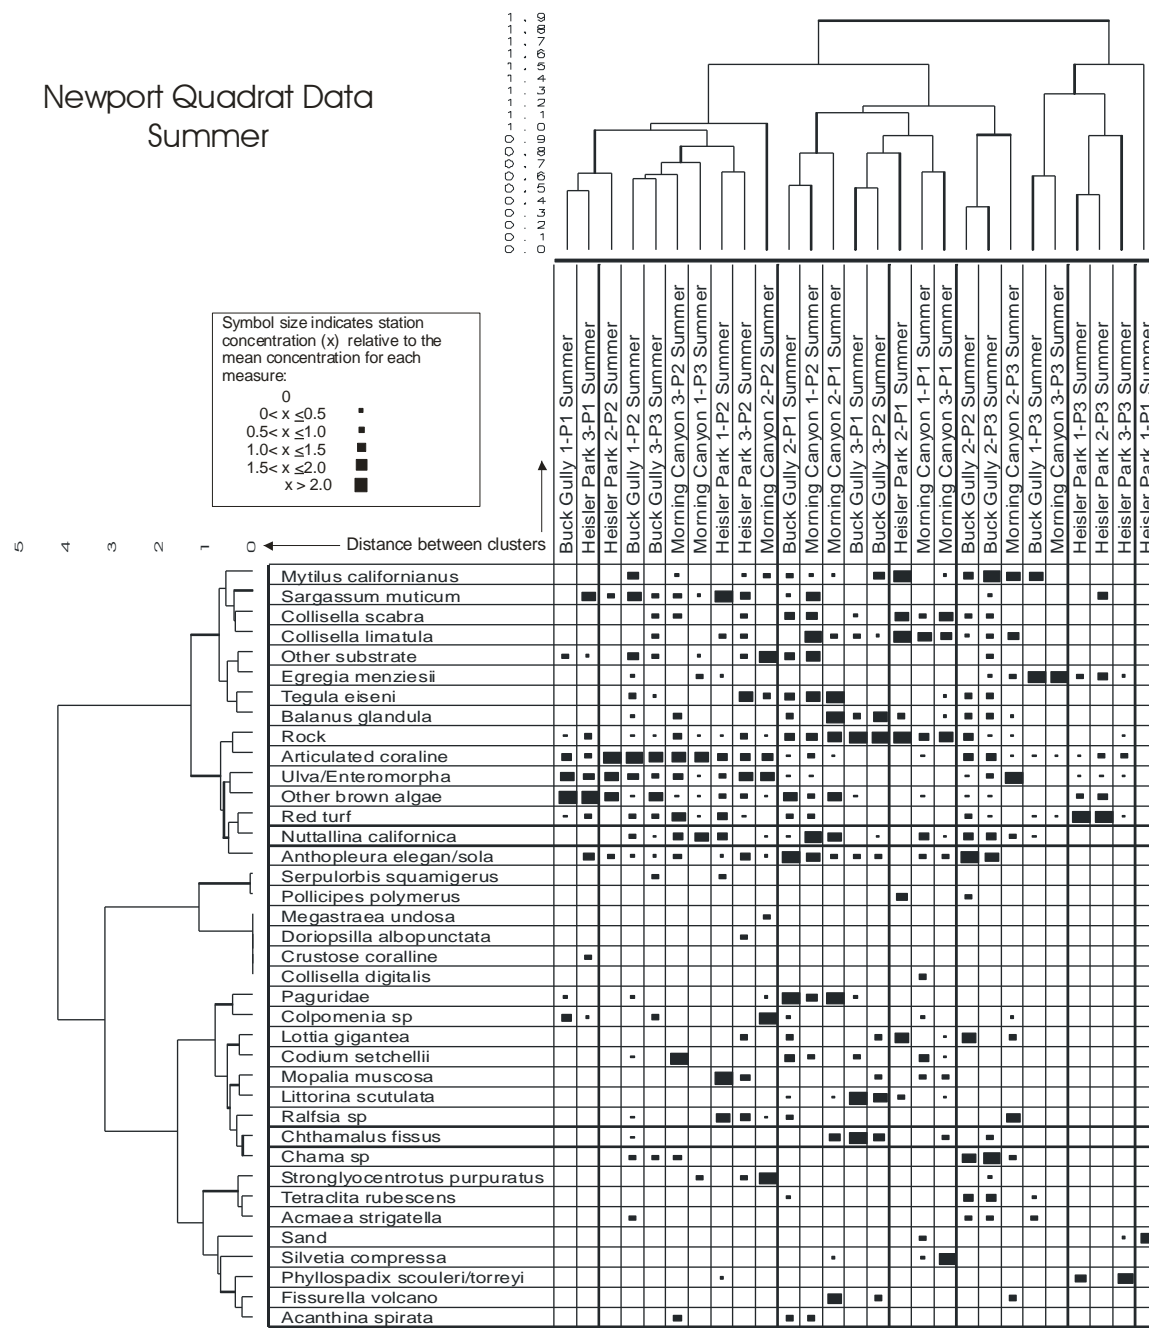 Newport Quadrat Data
Summer
1.9
1.8
1.7
1.6
1.5
1.4
1.3
1.2
1.1
1.0
0.9
0.8
0.7
0.6
0.5
0.4
0.3
0.2
0.1
0.0
Symbol size indicates station
concentration (x) relative to the
mean concentration for each
measure:
0
0< x ≤0.5
0.5< x ≤1.0
1.0< x ≤1.5
1.5< x ≤2.0
x > 2.0
Buck Gully 1-P1 Summer
Heisler Park 3-P1 Summer
Heisler Park 2-P2 Summer
Buck Gully 1-P2 Summer
Buck Gully 3-P3 Summer
Morning Canyon 3-P2 Summer
Morning Canyon 1-P3 Summer
Heisler Park 1-P2 Summer
Heisler Park 3-P2 Summer
Morning Canyon 2-P2 Summer
Buck Gully 2-P1 Summer
Morning Canyon 1-P2 Summer
Morning Canyon 2-P1 Summer
Buck Gully 3-P1 Summer
Buck Gully 3-P2 Summer
Heisler Park 2-P1 Summer
Morning Canyon 1-P1 Summer
Morning Canyon 3-P1 Summer
Buck Gully 2-P2 Summer
Buck Gully 2-P3 Summer
Morning Canyon 2-P3 Summer
Buck Gully 1-P3 Summer
Morning Canyon 3-P3 Summer
Heisler Park 1-P3 Summer
Heisler Park 2-P3 Summer
Heisler Park 3-P3 Summer
Heisler Park 1-P1 Summer
5 4 3 2 1 0
Distance between clusters
Mytilus californianus
Sargassum muticum
Collisella scabra
Collisella limatula
Other substrate
Egregia menziesii
Tegula eiseni
Balanus glandula
Rock
Articulated coraline
Ulva/Enteromorpha
Other brown algae
Red turf
Nuttallina californica
Anthopleura elegan/sola
Serpulorbis squamigerus
Pollicipes polymerus
Megastraea undosa
Doriopsilla albopunctata
Crustose coralline
Collisella digitalis
Paguridae
Colpomenia sp
Lottia gigantea
Codium setchellii
Mopalia muscosa
Littorina scutulata
Ralfsia sp
Chthamalus fissus
Chama sp
Stronglyocentrotus purpuratus
Tetraclita rubescens
Acmaea strigatella
Sand
Silvetia compressa
Phyllospadix scouleri/torreyi
Fissurella volcano
Acanthina spirata